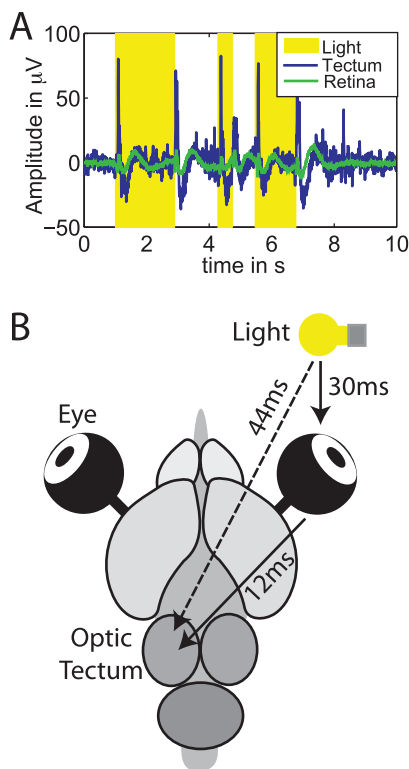 A
100
50
0
−50
Amplitude in μV
Light
Tectum
Retina
0 2 4 6 8 10
time in s
B
Light
30ms
44ms
Eye
12ms
Optic
Tectum